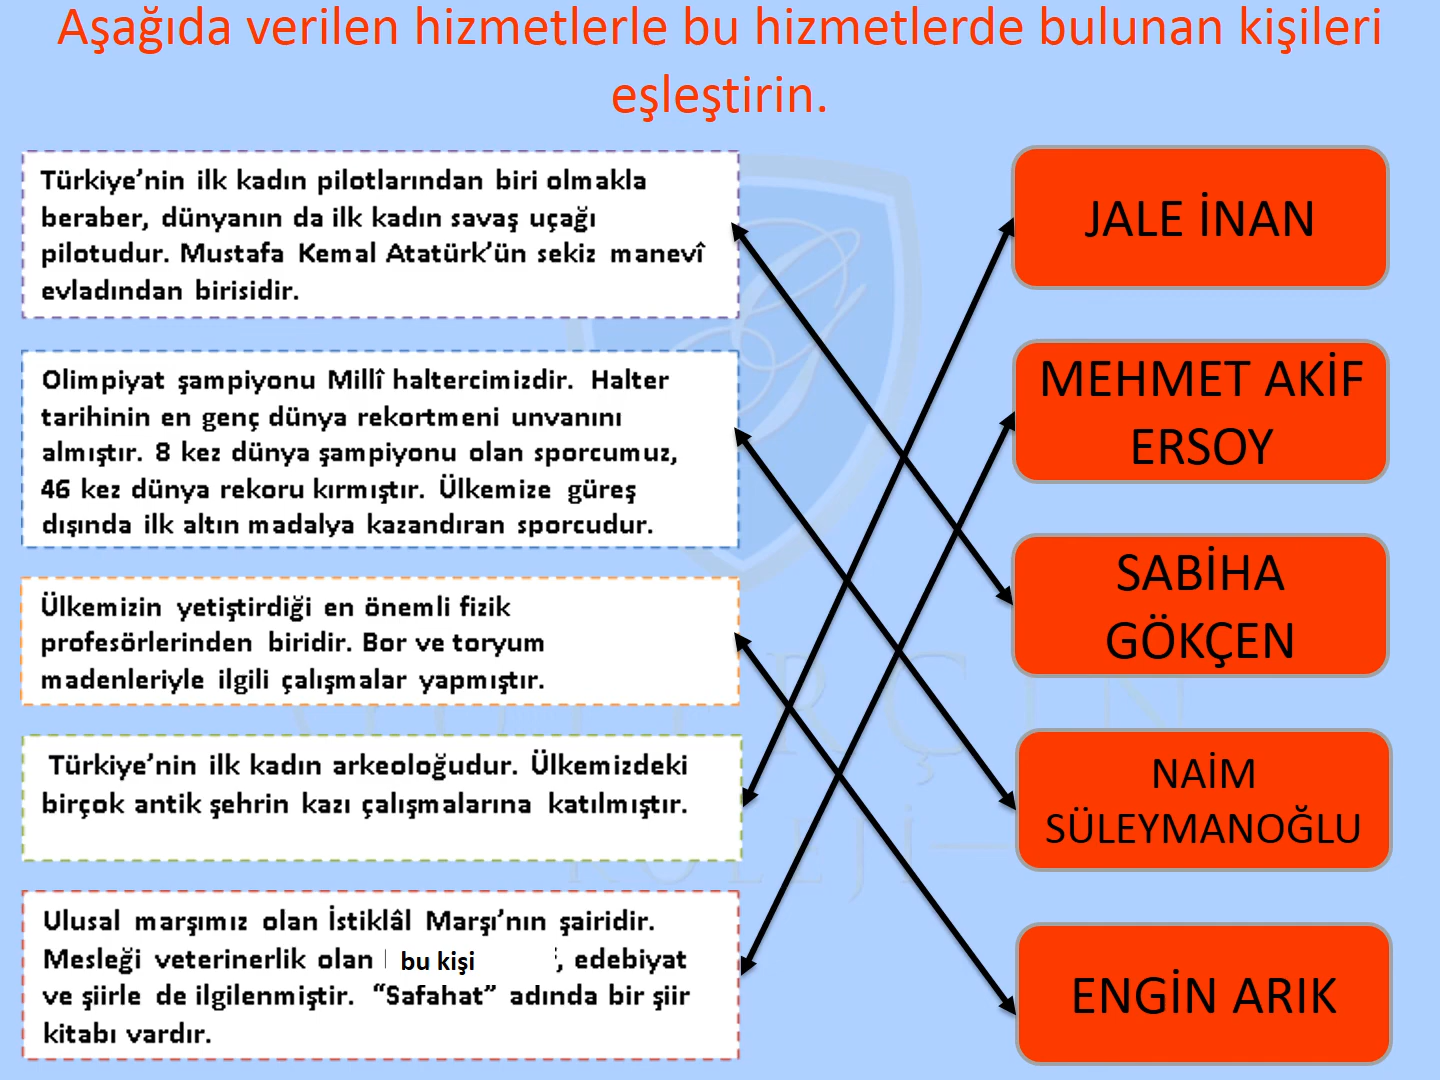 Aşağıda verilen hizmetlerle bu hizmetlerde bulunan kişileri
eşleştirin.
Türkiye’nin ilk kadın pilotlarından biri olmakla
beraber, dünyanın da ilk kadın savaş uçağı
pilotudur. Mustafa Kemal Atatürk’ün sekiz manevî
evladından birisidir.
Olimpiyat şampiyonu Millî haltercimizdir. Halter
tarihinin en genç dünya rekortmeni unvanını
almıştır. 8 kez dünya şampiyonu olan sporcumuz,
46 kez dünya rekoru kırmıştır. Ülkemize güreş
dışında ilk altın madalya kazandıran sporcudur.
Ülkemizin yetiştirdiği en önemli fizik
profesörlerinden biridir. Bor ve toryum
madenleriyle ilgili çalışmalar yapmıştır.
Türkiye’nin ilk kadın arkeoloğudur. Ülkemizdeki
birçok antik şehrin kazı çalışmalarına katılmıştır.
Ulusal marşımız olan İstiklâl Marşı’nın şairidir.
Mesleği veterinerlik olan bu kişi , edebiyat
ve şiirle de ilgilenmiştir. “Safahat” adında bir şiir
kitabı vardır.
JALE İNAN
MEHMET AKİF
ERSOY
SABİHA
GÖKÇEN
NAİM
SÜLEYMANOĞLU
ENGİN ARIK